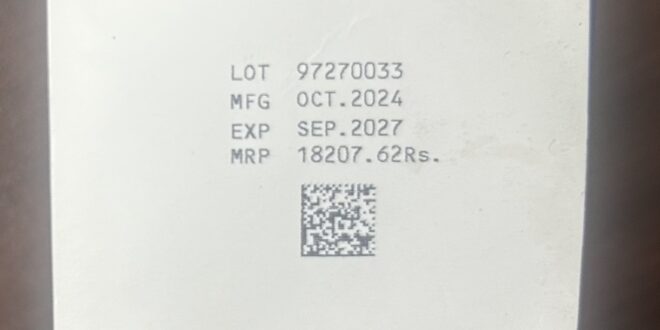 LOT 97270033
MFG OCT.2024
EXP SEP.2027
MRP 18207.62Rs.